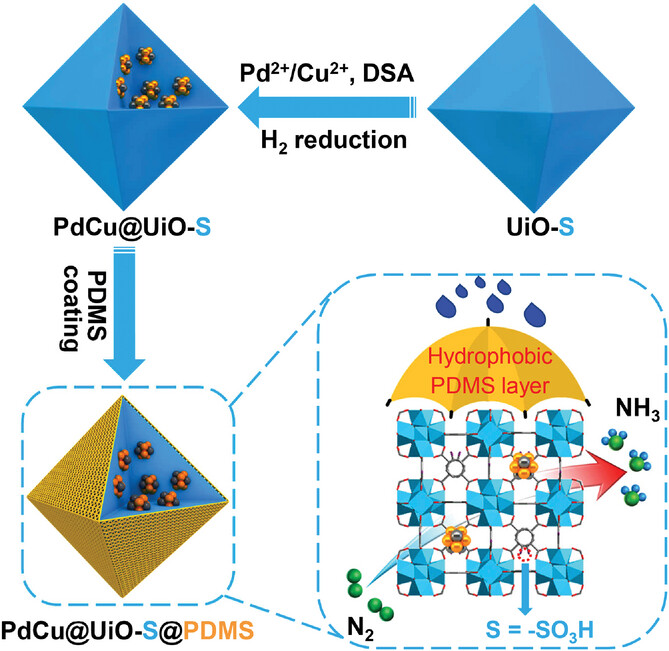 Pd²⁺/Cu²⁺, DSA
H₂ reduction
PdCu@UiO-S
UiO-S
PDMS
coating
Hydrophobic
PDMS layer
NH₃
N₂
S = -SO₃H
PdCu@UiO-S@PDMS